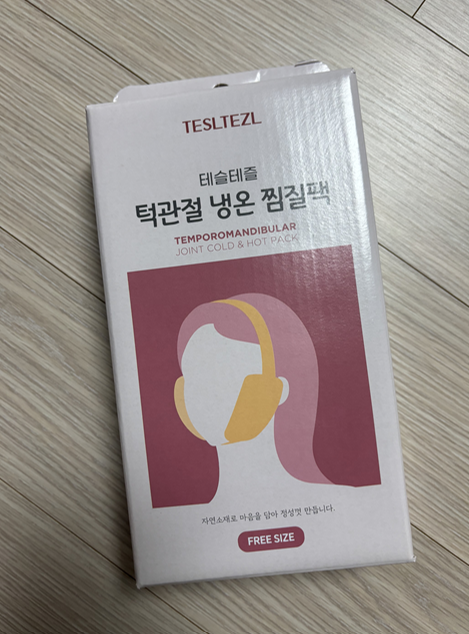 TESLTEZL
테슬테즐
턱관절 냉온 찜질팩
TEMPOROMANDIBULAR
JOINT COLD & HOT PACK
자연소재로 마음을 담아 정성껏 만듭니다.
FREE SIZE